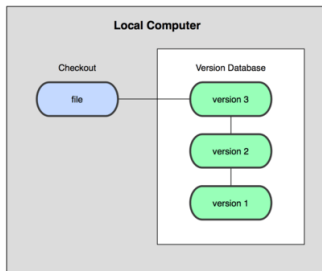 Local Computer
Checkout
Version Database
file
version 3
version 2
version 1